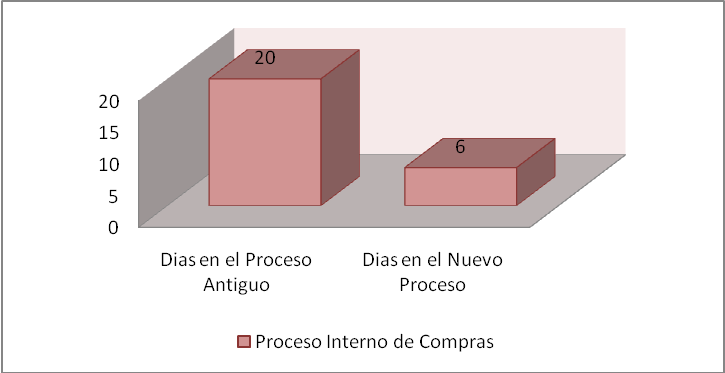 20
6
20
15
10
5
0
Dias en el Proceso
Antiguo
Dias en el Nuevo
Proceso
Proceso Interno de Compras